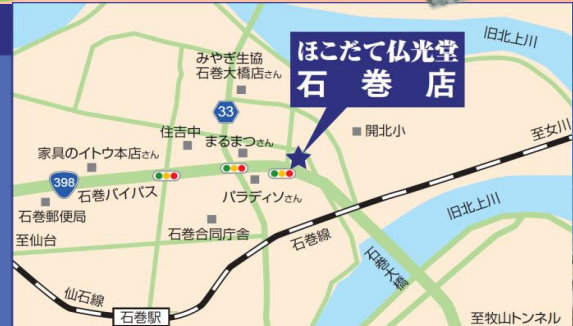 旧北上川
みやぎ生協
石巻大橋店さん
ほこだて仏光堂
石巻店
33
住吉中
まるまつさん
開北小
至女川
家具のイトウ本店さん
398
石巻バイパス
パラディソさん
石巻郵便局
旧北上川
至仙台
石巻合同庁舎
石巻線
石巻大橋
仙石線
石巻駅
至牧山トンネル